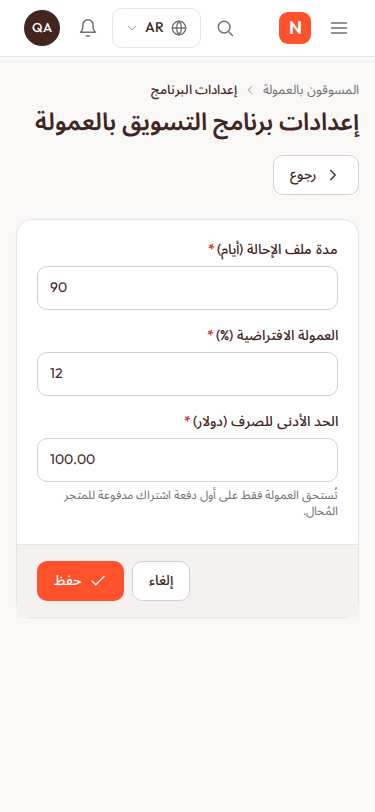 N
AR
QA
المسوقون بالعمولة
إعدادات البرنامج
إعدادات برنامج التسويق بالعمولة
رجوع
مدة ملف الإحالة (أيام) *
90
العمولة الافتراضية (%) *
12
الحد الأدنى للصرف (دولار) *
100.00
تُستحق العمولة فقط على أول دفعة اشتراك مدفوعة للمتجر
المُحال.
إلغاء
حفظ